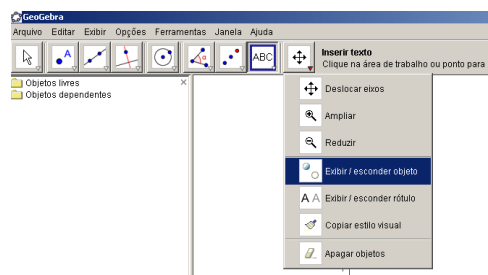 GeoGebra
Arquivo Editar Exibir Opções Ferramentas Janela Ajuda
A ABC Inserir texto
Clique na área de trabalho ou ponto para
Objetos livres
Objetos dependentes
Deslocar eixos
Ampliar
Reduzir
Exibir / esconder objeto
A A Exibir / esconder rótulo
Copiar estilo visual
Apagar objetos